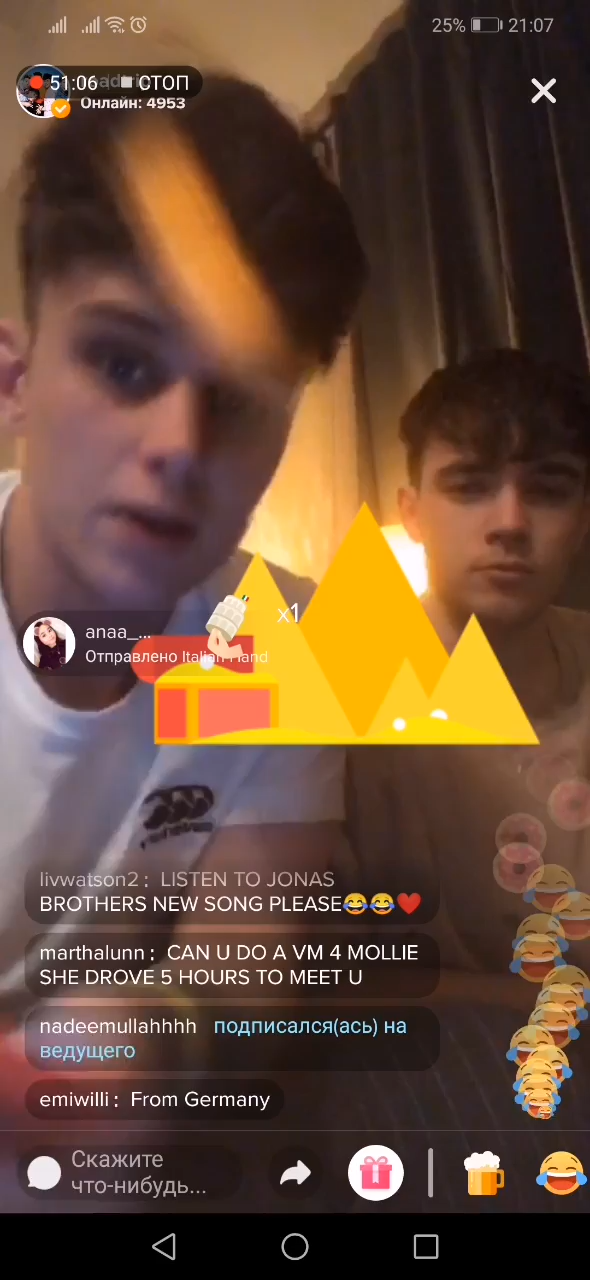 25% 21:07
51:06 СТОП
Онлайн: 4953
x1
anaa_...
Отправлено Italian Hand
livwatson2 : LISTEN TO JONAS
BROTHERS NEW SONG PLEASE😂😂❤️
marthalunn : CAN U DO A VM 4 MOLLIE
SHE DROVE 5 HOURS TO MEET U
nadeemullahhhh подписался(ась) на
ведущего
emiwilli : From Germany
Скажите
что-нибудь...